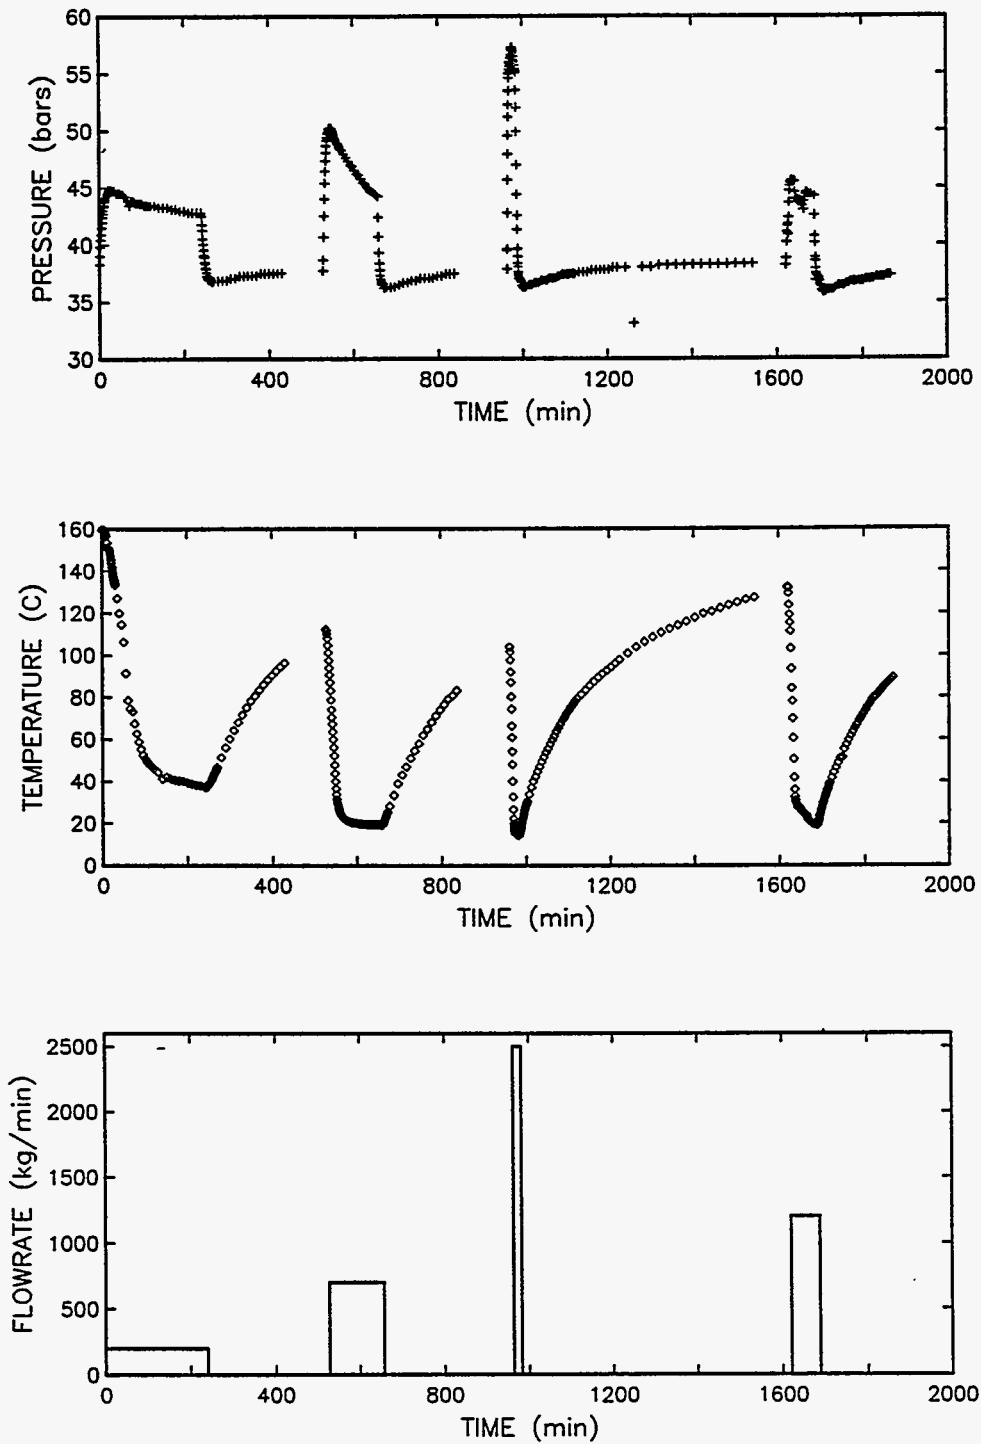 60
55
50
45
40
35
30
PRESSURE (bars)
0 400 800 1200 1600 2000
TIME (min)
160
140
120
100
80
60
40
20
0
TEMPERATURE (C)
0 400 800 1200 1600 2000
TIME (min)
2500
2000
1500
1000
500
0
FLOWRATE (kg/min)
0 400 800 1200 1600 2000
TIME (min)